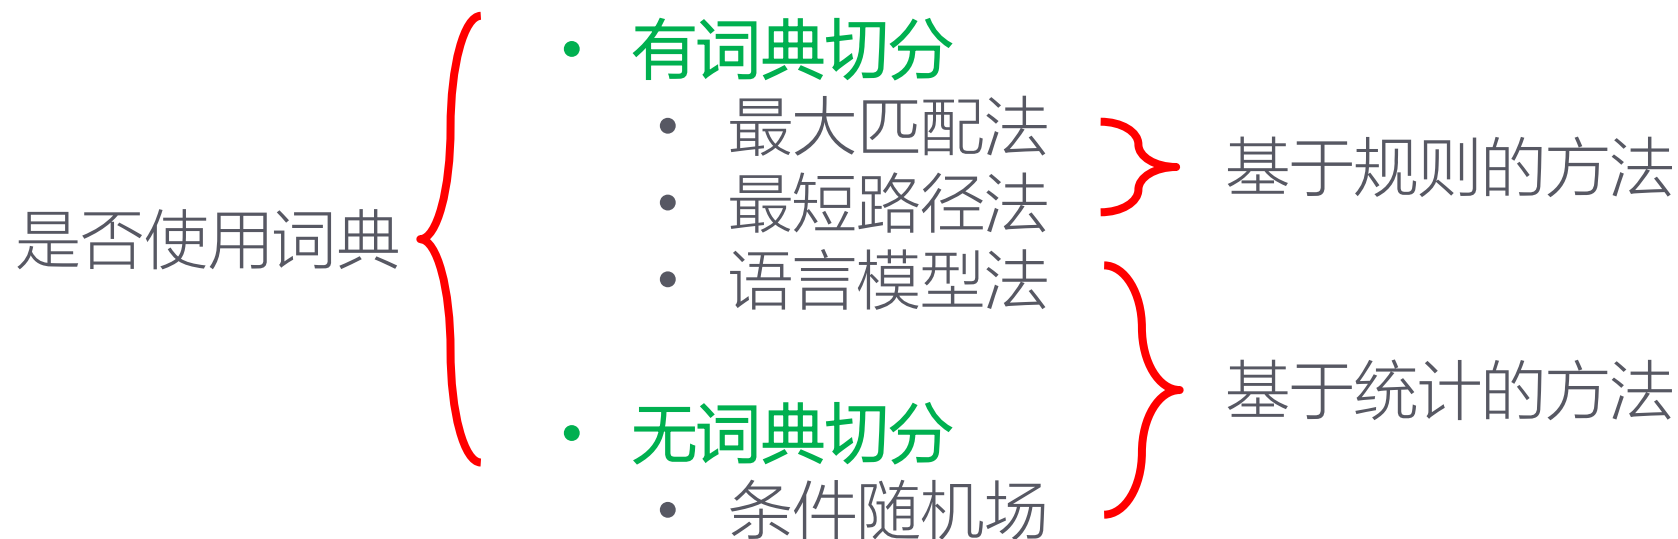 是否使用词典
• 有词典切分
• 最大匹配法
• 最短路径法
• 语言模型法
• 无词典切分
• 条件随机场
基于规则的方法
基于统计的方法